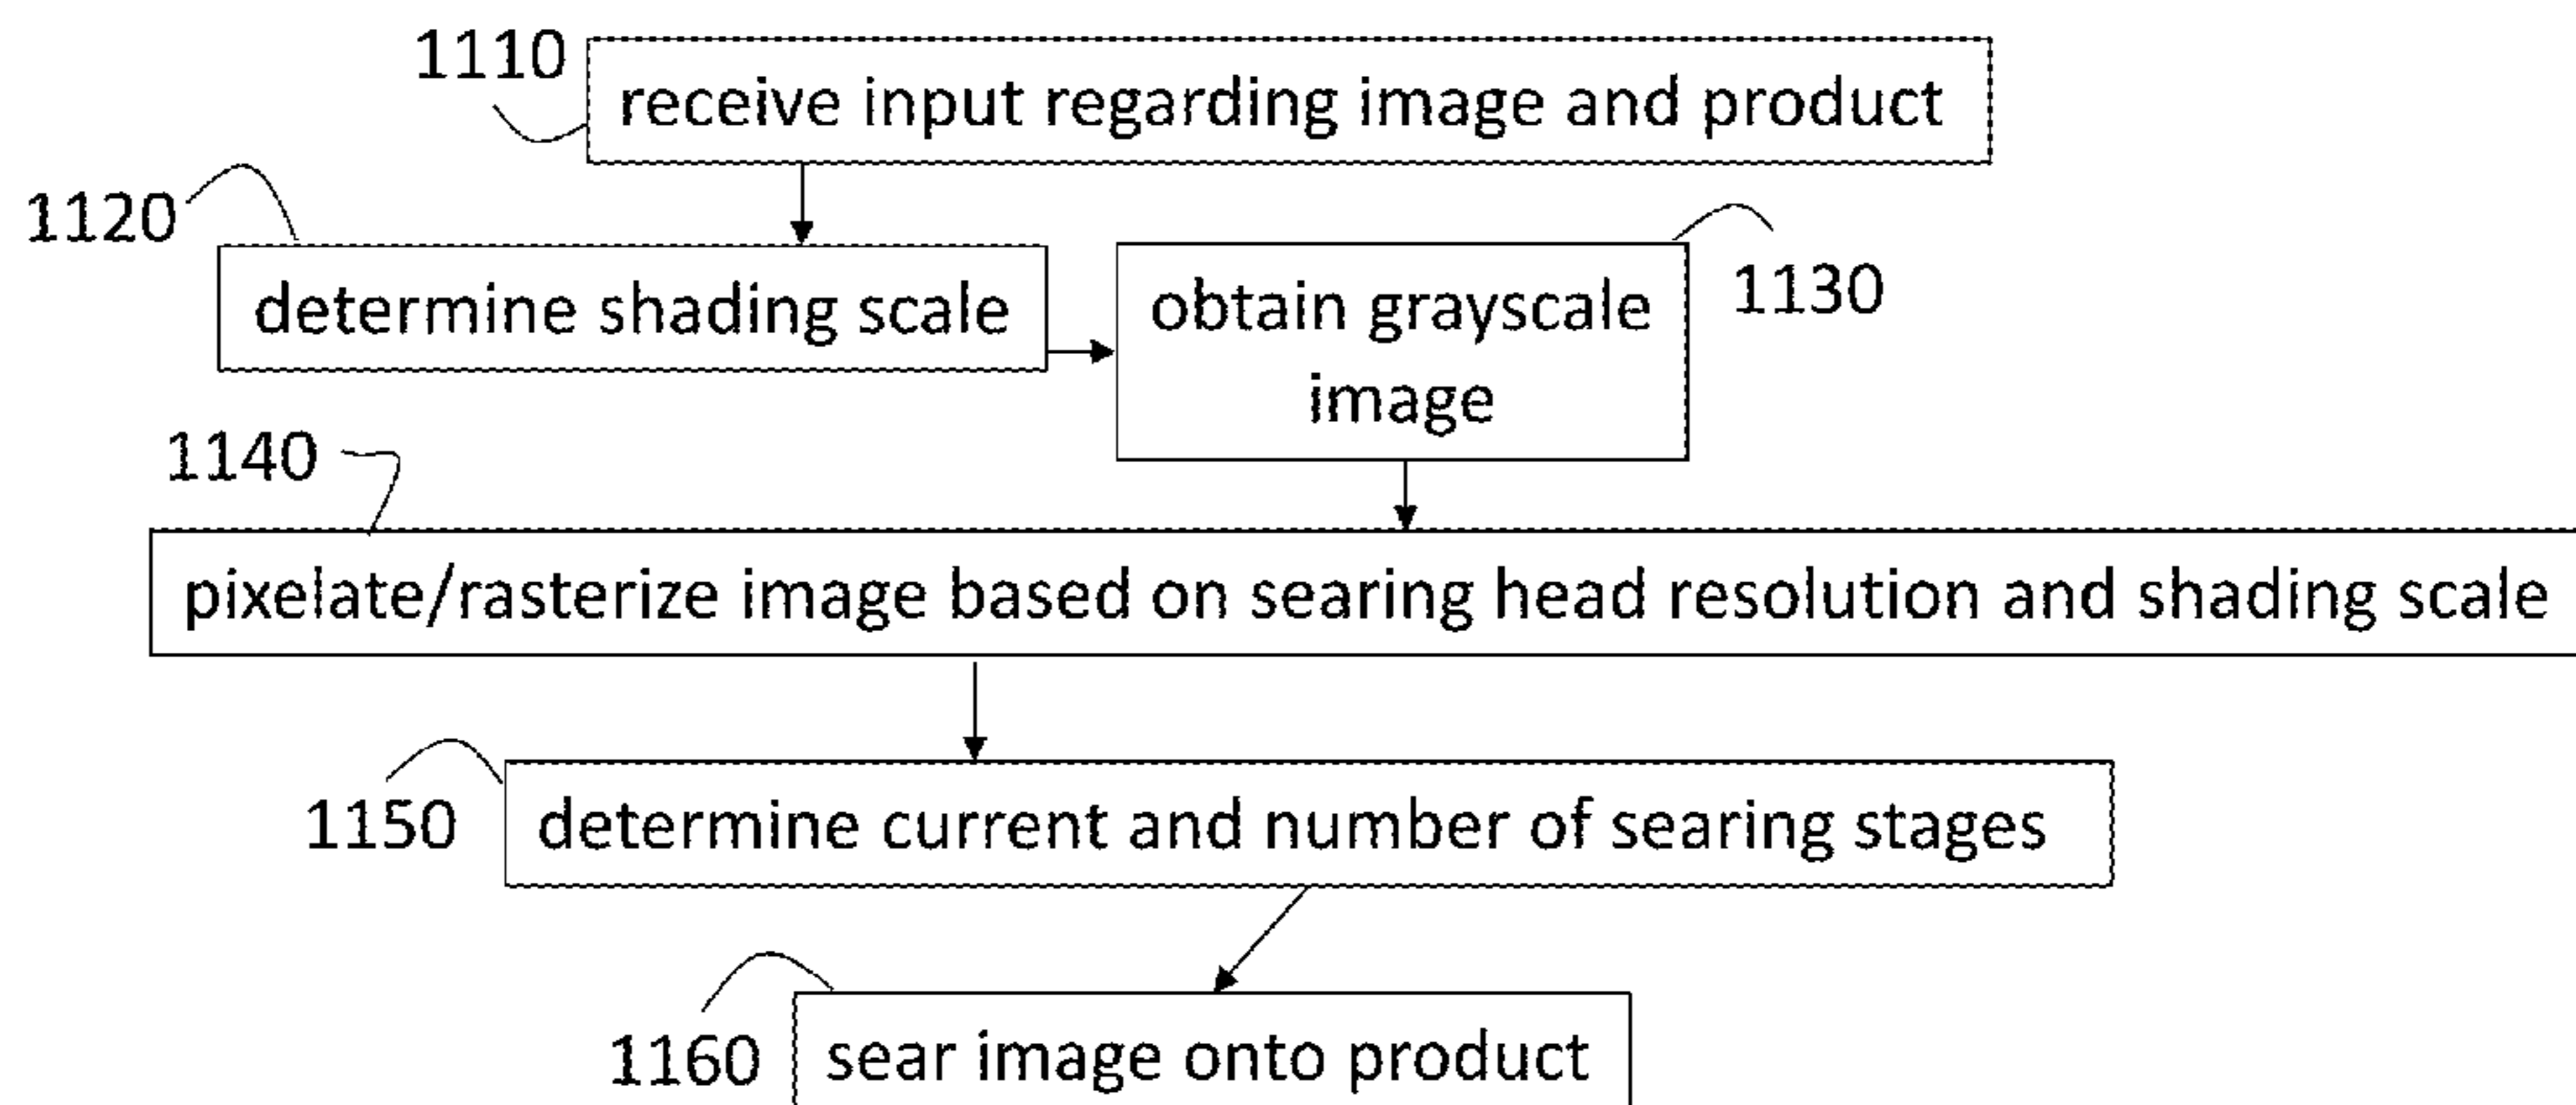 1110
receive input regarding image and product
1120
determine shading scale
obtain grayscale
image
1130
1140
pixelate/rasterize image based on searing head resolution and shading scale
1150
determine current and number of searing stages
1160
sear image onto product